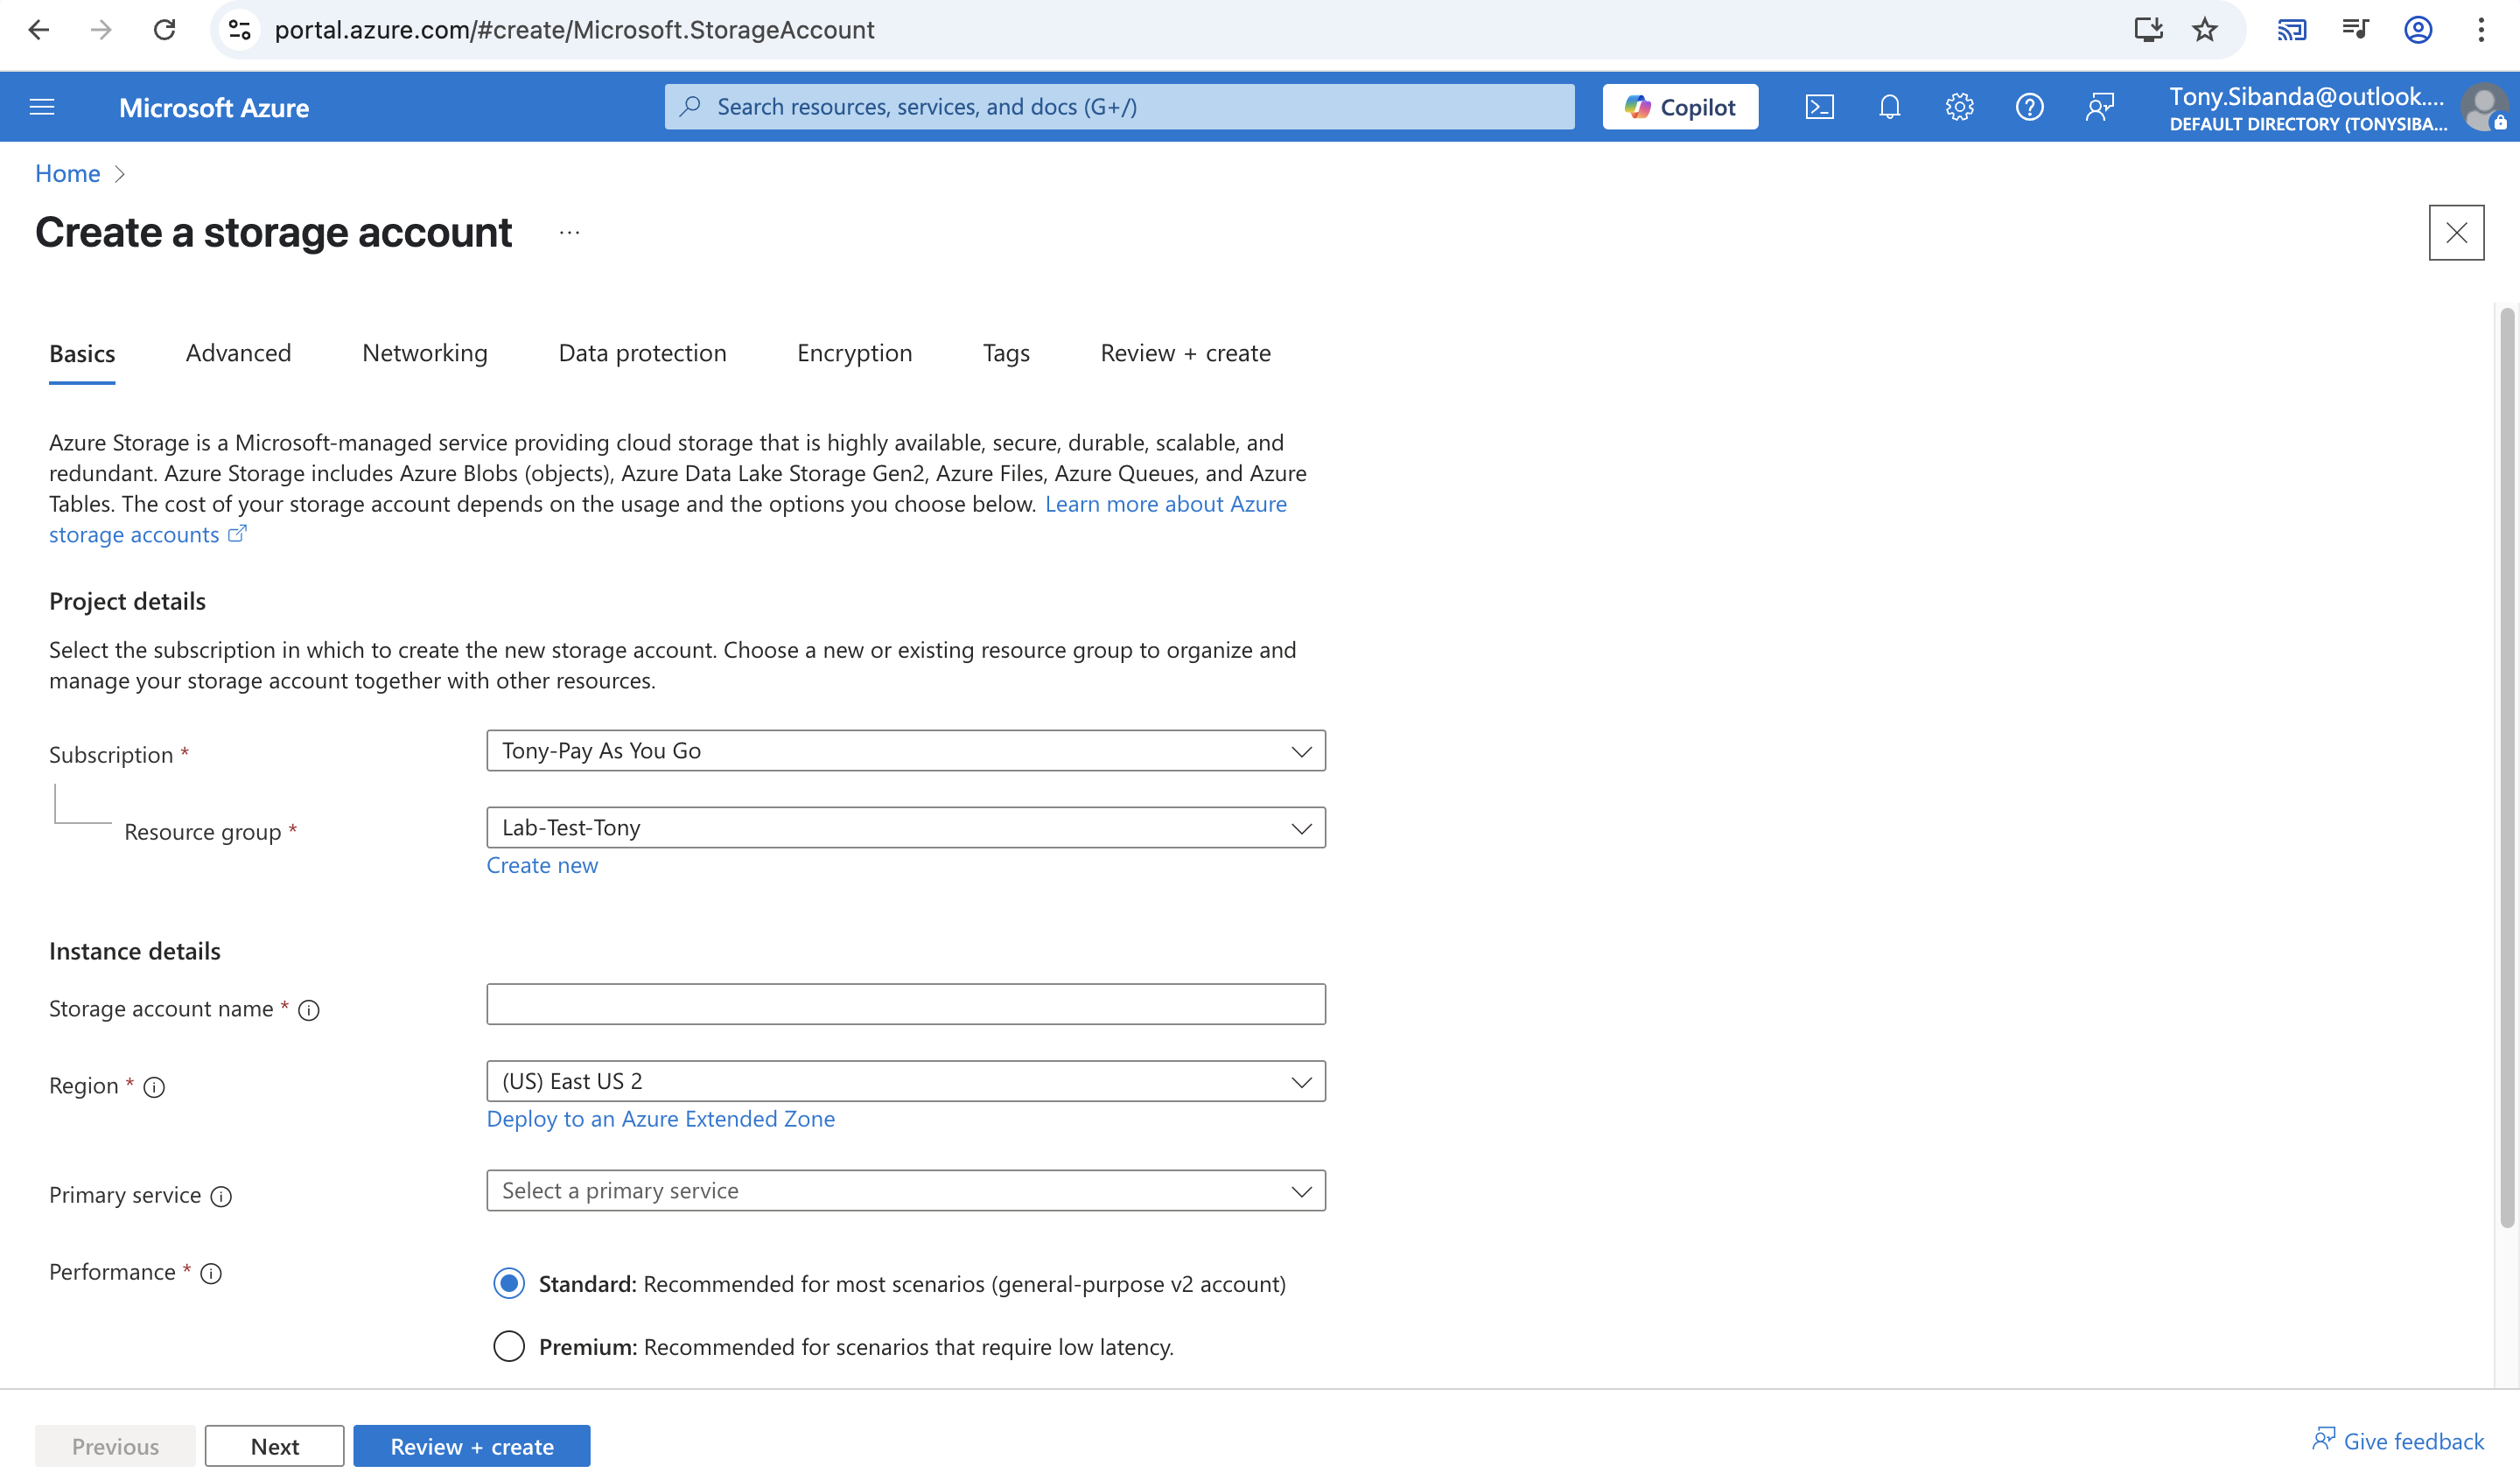 portal.azure.com/#create/Microsoft.StorageAccount
Microsoft Azure
Search resources, services, and docs (G+/)
Copilot
Tony.Sibanda@outlook....
DEFAULT DIRECTORY (TONYSIBA...
Home
Create a storage account
...
Basics
Advanced
Networking
Data protection
Encryption
Tags
Review + create
Azure Storage is a Microsoft-managed service providing cloud storage that is highly available, secure, durable, scalable, and
redundant. Azure Storage includes Azure Blobs (objects), Azure Data Lake Storage Gen2, Azure Files, Azure Queues, and Azure
Tables. The cost of your storage account depends on the usage and the options you choose below. Learn more about Azure
storage accounts
Project details
Select the subscription in which to create the new storage account. Choose a new or existing resource group to organize and
manage your storage account together with other resources.
Subscription *
Tony-Pay As You Go
Resource group *
Lab-Test-Tony
Create new
Instance details
Storage account name *
Region *
(US) East US 2
Deploy to an Azure Extended Zone
Primary service
Select a primary service
Performance *
Standard: Recommended for most scenarios (general-purpose v2 account)
Premium: Recommended for scenarios that require low latency.
Previous
Next
Review + create
Give feedback